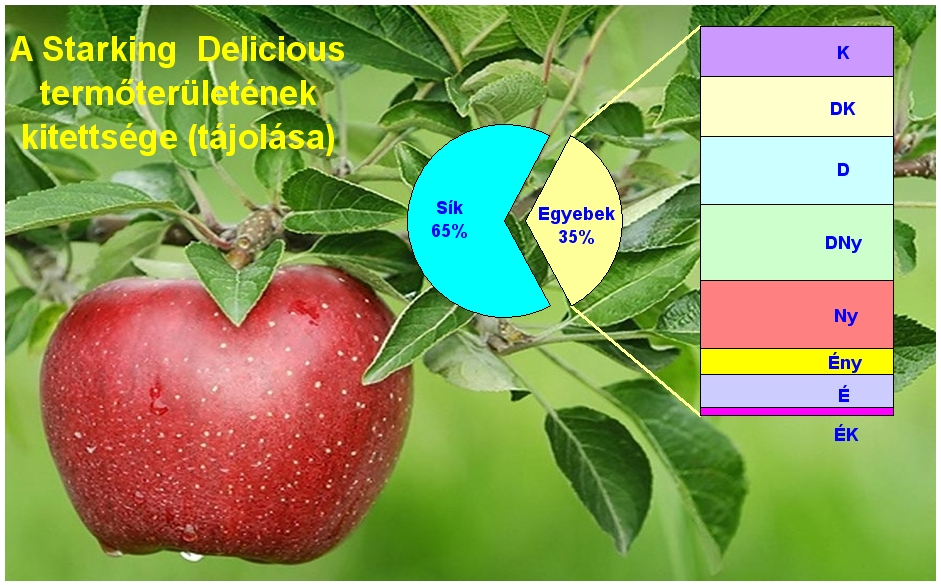 A Starking Delicious
termőterületének
kitettsége (tájolása)
Sík
65%
Egyebek
35%
K
DK
D
DNy
Ny
Ény
É
ÉK